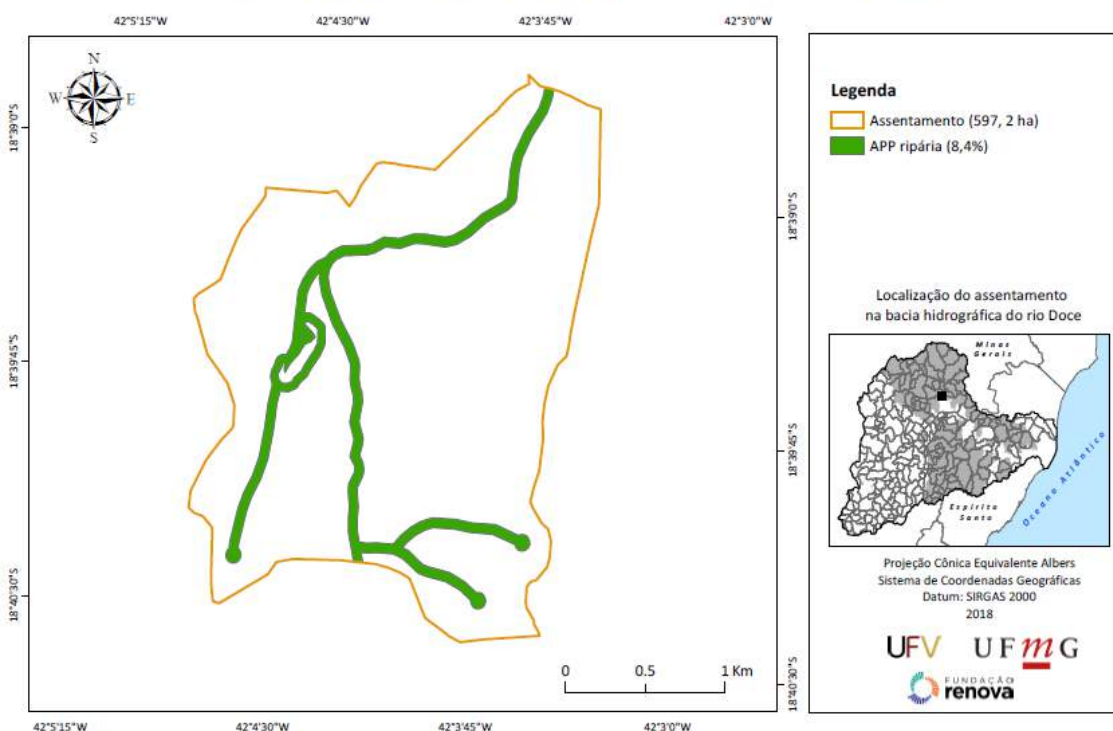 42°5'15"W 42°4'30"W 42°3'45"W 42°3'0"W
N
W E
S
18°39'0"S
18°39'45"S
18°40'30"S
18°39'0"S
18°39'45"S
18°40'30"S
0 0.5 1 Km
42°5'15"W 42°4'30"W 42°3'45"W 42°3'0"W
Legenda
Assentamento (597, 2 ha)
APP ripária (8,4%)
Localização do assentamento
na bacia hidrográfica do rio Doce
Minas
Gerais
Espírito
Santo
Oceano Atlântico
Projeção Cônica Equivalente Albers
Sistema de Coordenadas Geográficas
Datum: SIRGAS 2000
2018
UFV UFmG
FUNDAÇÃO
renova